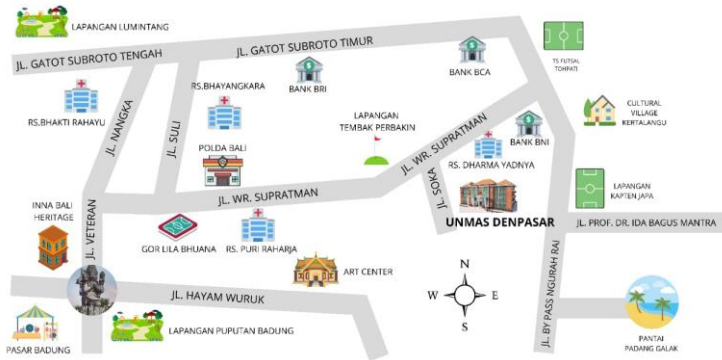 LAPANGAN LUMINTANG
JL. GATOT SUBROTO TENGAH
JL. GATOT SUBROTO TIMUR
BANK BRI
BANK BCA
TS FUTSAL
TOHPATI
RS.BHAKTI RAHAYU
JL. NANGKA
JL. SULI
RS.BHAYANGKARA
POLDA BALI
LAPANGAN
TEMBAK PERBAKIN
JL. WR. SUPRATMAN
BANK BNI
CULTURAL
VILLAGE
KERTALANGU
RS. DHARMA YADNYA
JL. SOKA
UNMAS DENPASAR
LAPANGAN
KAPTEN JAPA
JL. PROF. DR. IDA BAGUS MANTRA
INNA BALI
HERITAGE
JL. VETERAN
JL. WR. SUPRATMAN
GOR LILA BHUANA
RS. PURI RAHARJA
ART CENTER
JL. HAYAM WURUK
PASAR BADUNG
LAPANGAN PUPUTAN BADUNG
N
W
E
S
JL. BY PASS NGURAH RAI
PANTAI
PADANG GALAK